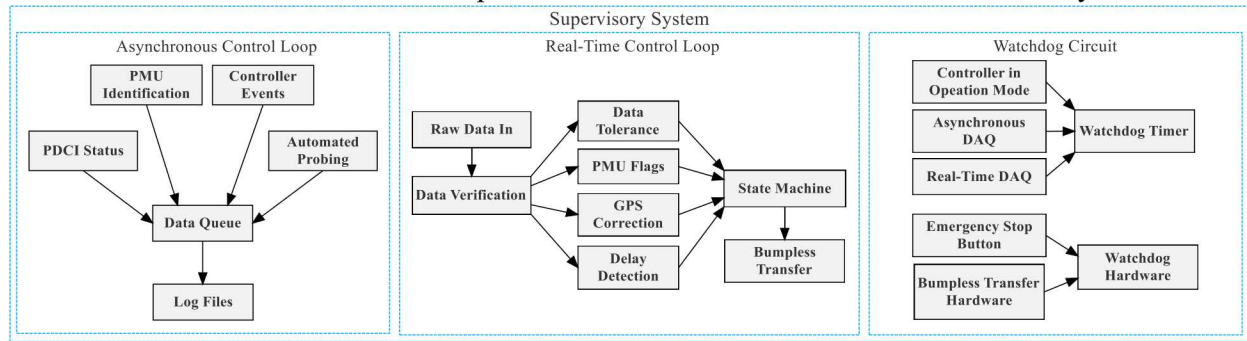 Supervisory System
Asynchronous Control Loop
PMU
Identification
Controller
Events
PDCI Status
Automated
Probing
Data Queue
Log Files
Real-Time Control Loop
Raw Data In
Data Verification
Data
Tolerance
PMU Flags
GPS
Correction
Delay
Detection
State Machine
Bumpless
Transfer
Watchdog Circuit
Controller in
Opeation Mode
Asynchronous
DAQ
Real-Time DAQ
Watchdog Timer
Emergency Stop
Button
Bumpless Transfer
Hardware
Watchdog
Hardware